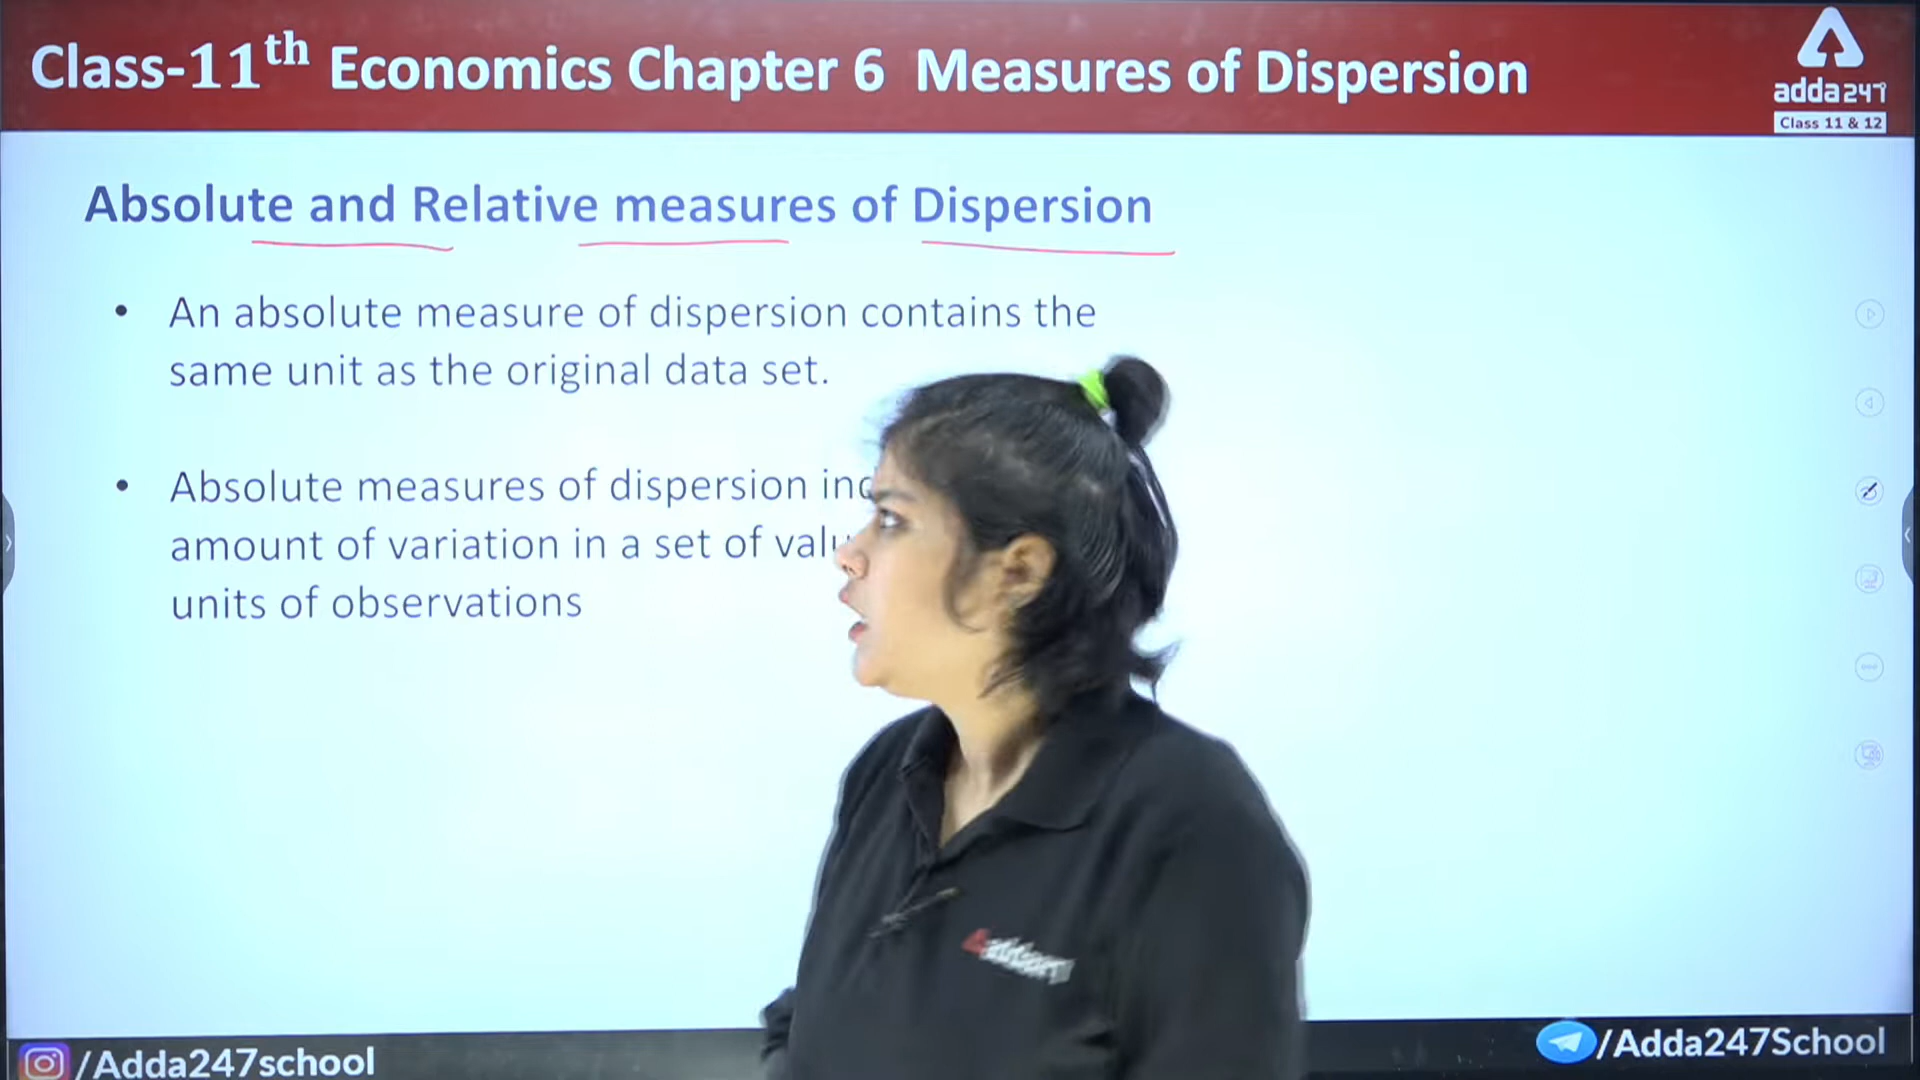 Class-11th Economics Chapter 6 Measures of Dispersion
adda247
Class 11 & 12
Absolute and Relative measures of Dispersion
• An absolute measure of dispersion contains the
same unit as the original data set.
• Absolute measures of dispersion
amount of variation in a set of
units of observations
/Adda247school
/Adda247School